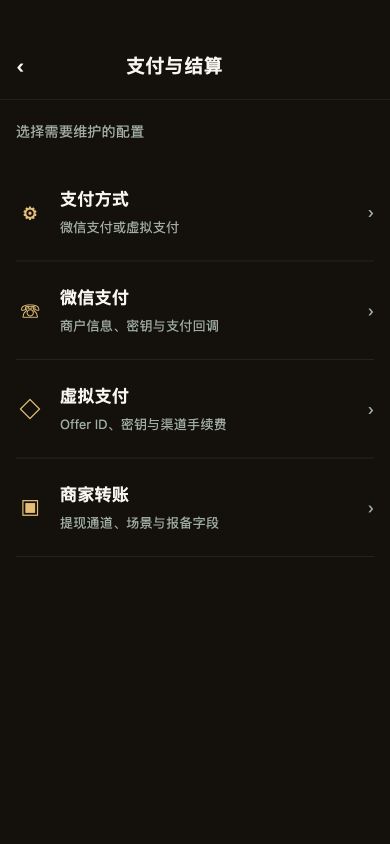 支付与结算
选择需要维护的配置
支付方式
微信支付或虚拟支付
微信支付
商户信息、密钥与支付回调
虚拟支付
Offer ID、密钥与渠道手续费
商家转账
提现通道、场景与报备字段